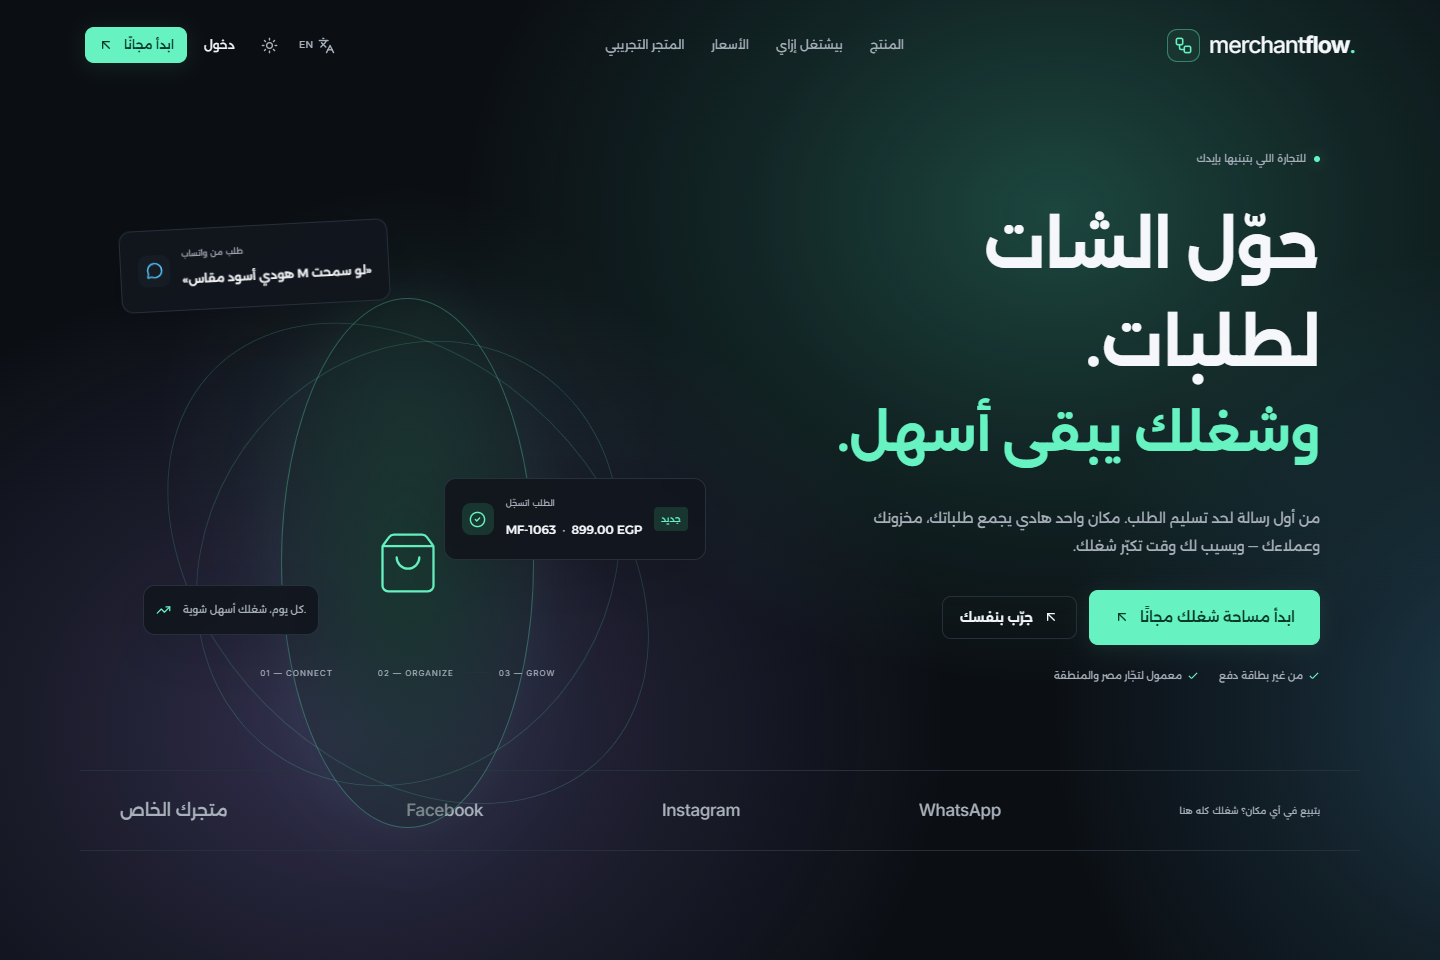 merchantflow.
المنتج
بيشتغل إزاي
الأسعار
المتجر التجريبي
EN
دخول
ابدأ مجانًا
للتجارة اللي بتبنيها بإيدك
حوّل الشات
لطلبات.
وشغلك يبقى أسهل.
من أول رسالة لحد تسليم الطلب. مكان واحد هادي يجمع طلباتك، مخزونك
وعملاءك — ويسيب لك وقت تكبّر شغلك.
ابدأ مساحة شغلك مجانًا
جرّب بنفسك
من غير بطاقة دفع
معمول لتجّار مصر والمنطقة
طلب من واتساب
«لو سمحت M هودي أسود مقاس»
الطلب اتسجّل
MF-1063 · 899.00 EGP
جديد
كل يوم، شغلك أسهل شوية.
01 — CONNECT
02 — ORGANIZE
03 — GROW
بتبيع في أي مكان؟ شغلك كله هنا
WhatsApp
Instagram
Facebook
متجرك الخاص